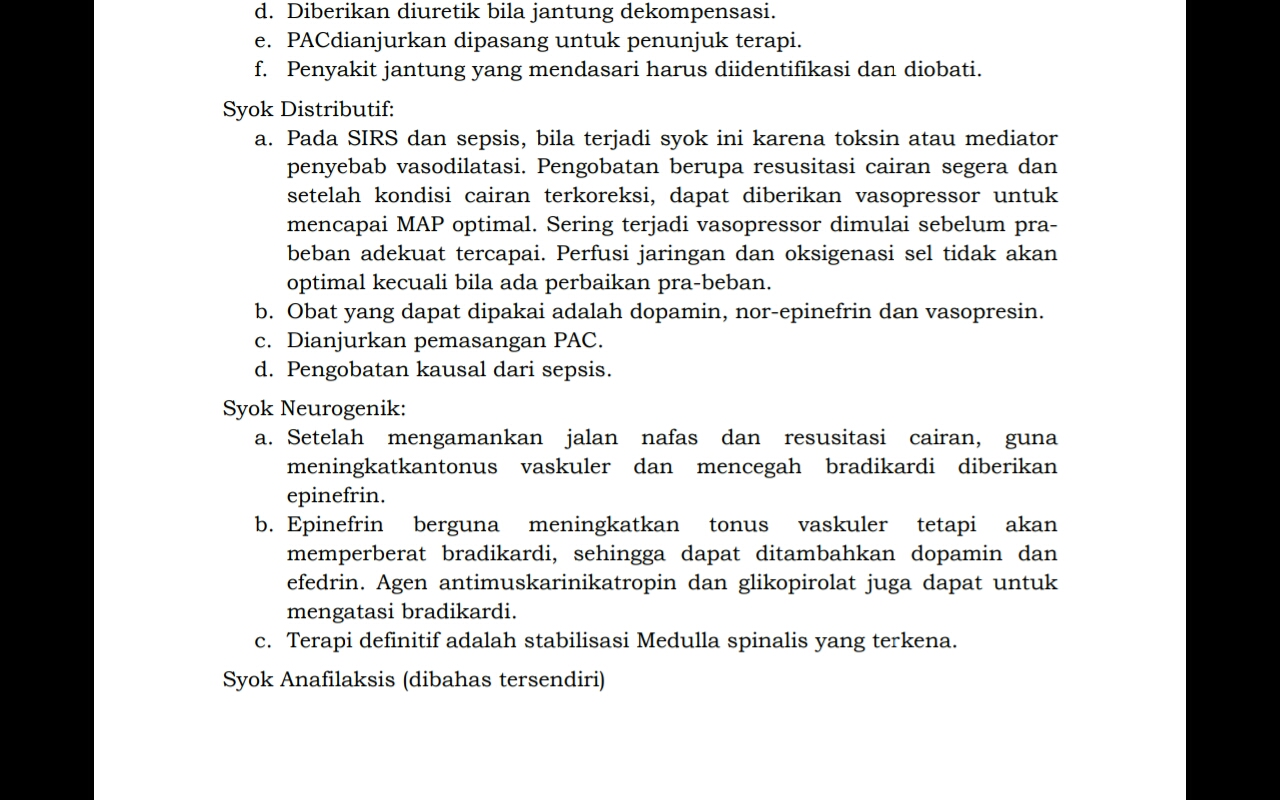 d. Diberikan diuretik bila jantung dekompensasi.
e. PACdianjurkan dipasang untuk penunjuk terapi.
f. Penyakit jantung yang mendasari harus diidentifikasi dan diobati.
Syok Distributif:
a. Pada SIRS dan sepsis, bila terjadi syok ini karena toksin atau mediator
penyebab vasodilatasi. Pengobatan berupa resusitasi cairan segera dan
setelah kondisi cairan terkoreksi, dapat diberikan vasopressor untuk
mencapai MAP optimal. Sering terjadi vasopressor dimulai sebelum pra-
beban adekuat tercapai. Perfusi jaringan dan oksigenasi sel tidak akan
optimal kecuali bila ada perbaikan pra-beban.
b. Obat yang dapat dipakai adalah dopamin, nor-epinefrin dan vasopresin.
c. Dianjurkan pemasangan PAC.
d. Pengobatan kausal dari sepsis.
Syok Neurogenik:
a. Setelah mengamankan jalan nafas dan resusitasi cairan, guna
meningkatkantonus vaskuler dan mencegah bradikardi diberikan
epinefrin.
b. Epinefrin berguna meningkatkan tonus vaskuler tetapi akan
memperberat bradikardi, sehingga dapat ditambahkan dopamin dan
efedrin. Agen antimuskarinikatropin dan glikopirolat juga dapat untuk
mengatasi bradikardi.
c. Terapi definitif adalah stabilisasi Medulla spinalis yang terkena.
Syok Anafilaksis (dibahas tersendiri)